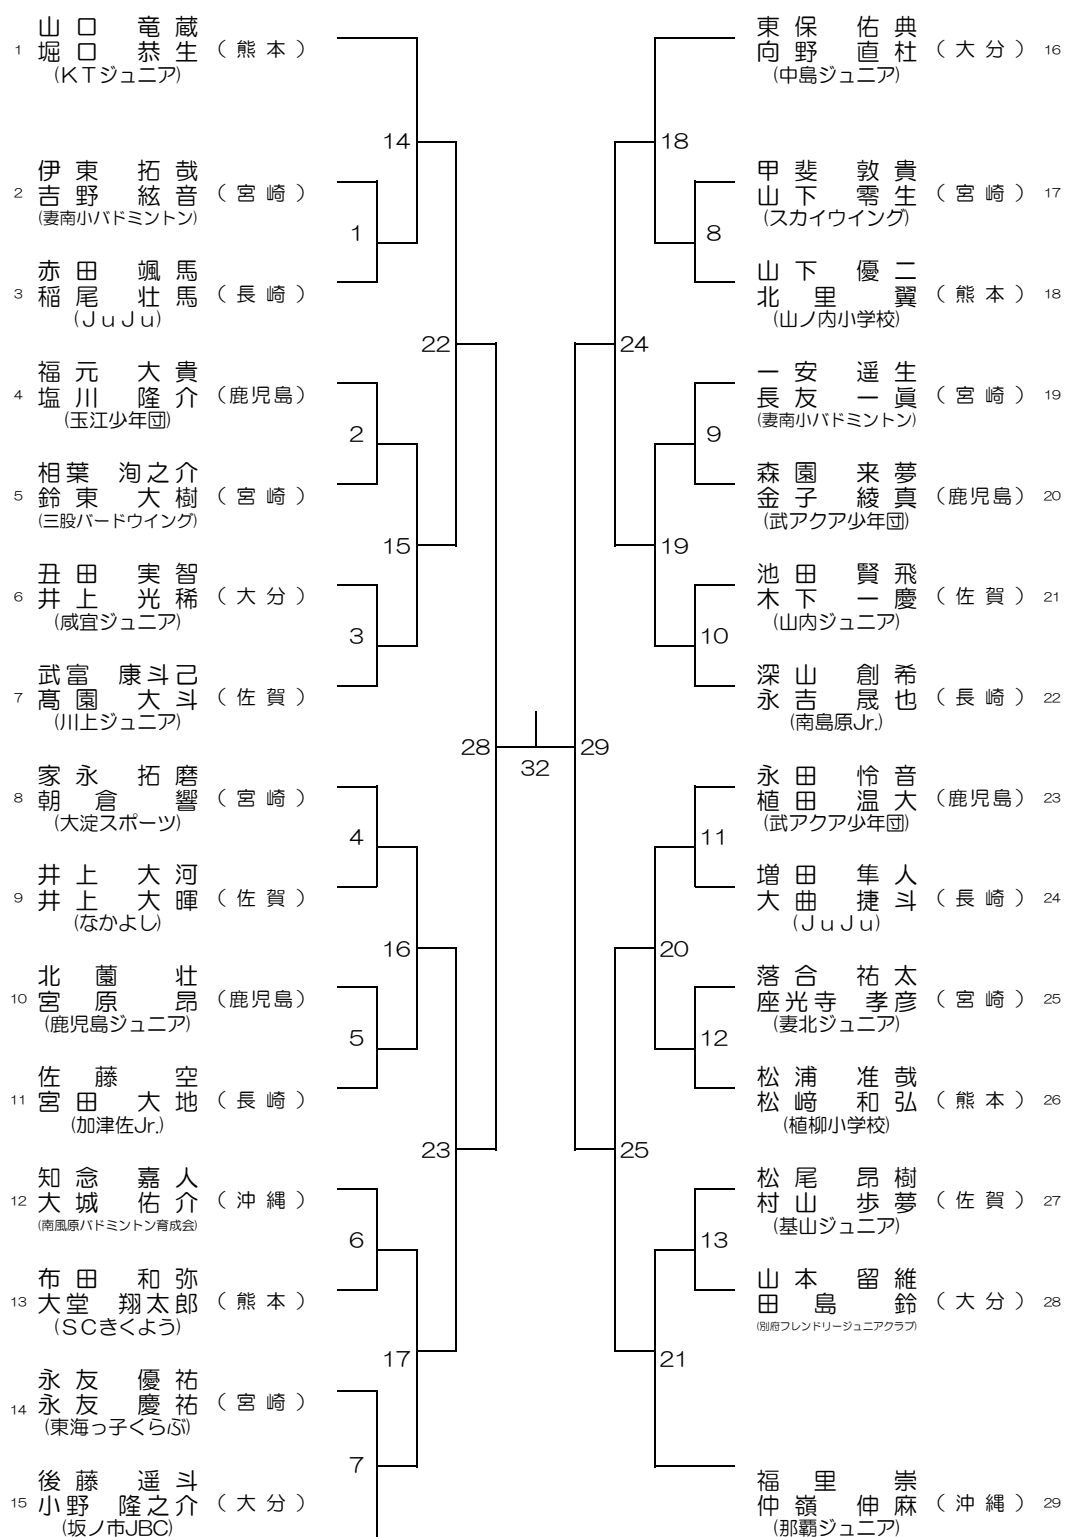 山口 竜蔵
1 堀口 恭生 （熊本）
(KTジュニア)
伊東 拓哉
2 吉野 絃音 （宮崎）
(妻南小バドミントン)
赤田 颯馬
3 稲尾 壮馬 （長崎）
(JuJu)
福元 大貴
4 塩川 隆介 （鹿児島）
(玉江少年団)
相葉 洵之介
5 鈴東 大樹 （宮崎）
(三股バードウイング)
丑田 実智
6 井上 光稀 （大分）
(咸宜ジュニア)
武富 康斗己
7 髙園 大斗 （佐賀）
(川上ジュニア)
家永 拓磨
8 朝倉 響 （宮崎）
(大淀スポーツ)
井上 大河
9 井上 大暉 （佐賀）
(なかよし)
北薗 壮
10 宮原 昂 （鹿児島）
(鹿児島ジュニア)
佐藤 空
11 宮田 大地 （長崎）
(加津佐Jr.)
知念 嘉人
12 大城 佑介 （沖縄）
(南風原バドミントン育成会)
布田 和弥
13 大堂 翔太郎 （熊本）
(SCきくよう)
永友 優祐
14 永友 慶祐 （宮崎）
(東海っ子くらぶ)
後藤 遥斗
15 小野 隆之介 （大分）
(坂ノ市JBC)
14
1
22
2
15
3
28
4
16
5
23
6
17
7
32
29
18
8
24
9
19
10
11
20
12
25
13
21
東保 佑典
向野 直杜 （大分） 16
(中島ジュニア)
甲斐 敦貴
山下 零生 （宮崎） 17
(スカイウイング)
山下 優二
北里 翼 （熊本） 18
(山ノ内小学校)
一安 遥生
長友 一眞 （宮崎） 19
(妻南小バドミントン)
森園 来夢
金子 綾真 （鹿児島） 20
(武アクア少年団)
池田 賢飛
木下 一慶 （佐賀） 21
(山内ジュニア)
深山 創希
永吉 晟也 （長崎） 22
(南島原Jr.)
永田 怜音
植田 温大 （鹿児島） 23
(武アクア少年団)
増田 隼人
大曲 捷斗 （長崎） 24
(JuJu)
落合 祐太
座光寺 孝彦 （宮崎） 25
(妻北ジュニア)
松浦 准哉
松﨑 和弘 （熊本） 26
(植柳小学校)
松尾 昂樹
村山 歩夢 （佐賀） 27
(基山ジュニア)
山本 留維
田島 鈴 （大分） 28
(別府フレンドリージュニアクラブ)
福里 崇
仲嶺 伸麻 （沖縄） 29
(那覇ジュニア)